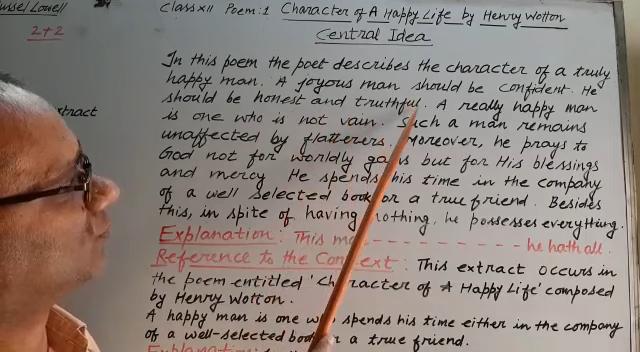 ussel Lowell
2+2
xtract
Class XII Poem: 1 Character of A Happy Life by Henry Wotton
Central Idea
In this poem the poet describes the character of a truly
happy man. A joyous man should be confident. He
should be honest and truthful. A really happy man
is one who is not vain. Such a man remains
unaffected by flatterers. Moreover, he prays to
God not for worldly gains but for His blessings
and mercy. He spends his time in the company
of a well selected book or a true friend. Besides
this, in spite of having nothing, he possesses everything.
Explanation: This ma - - - - - - - - - - - he hath all.
Reference to the Context: This extract occurs in
the poem entitled 'Character of A Happy Life' composed
by Henry Wotton.
A happy man is one who spends his time either in the company
of a well-selected book or a true friend.
Explanation: